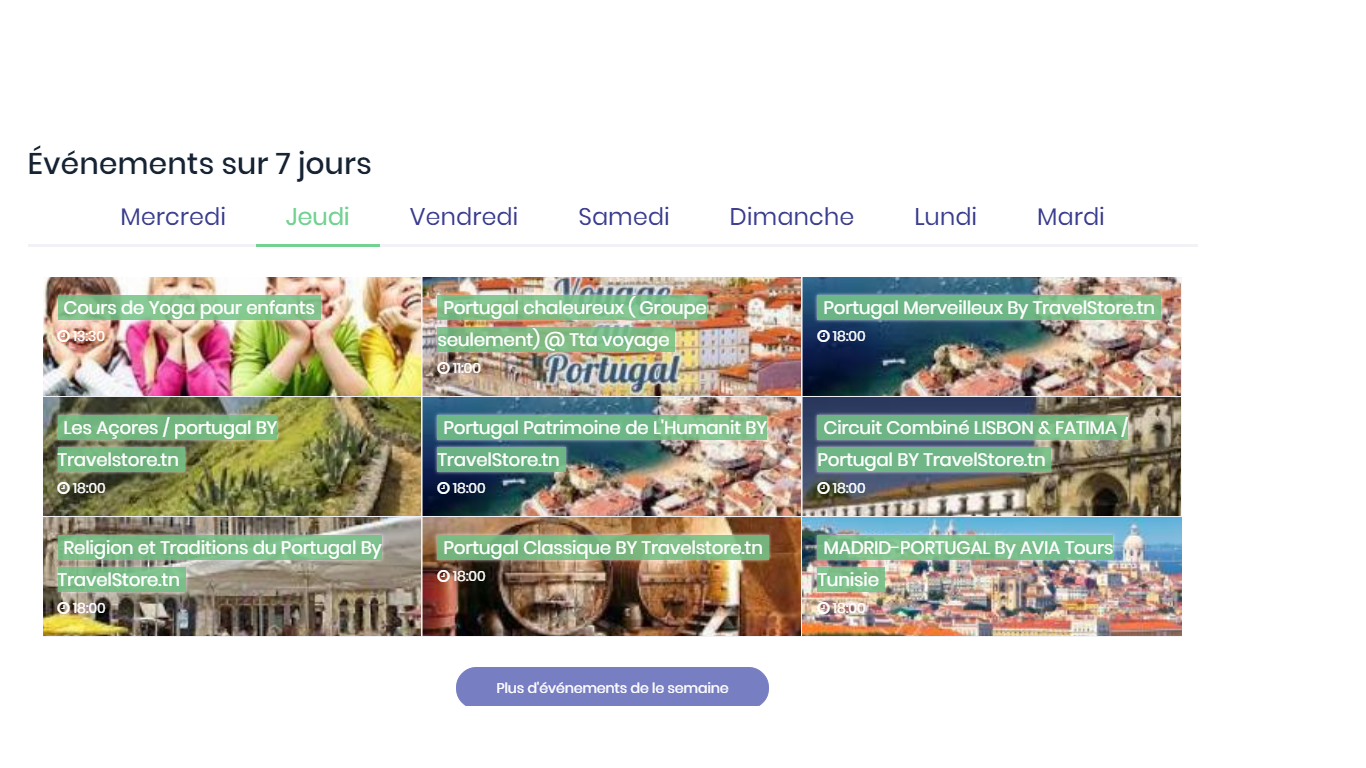 Événements sur 7 jours
Mercredi Jeudi Vendredi Samedi Dimanche Lundi Mardi
Cours de Yoga pour enfants
13:30
Voyage
Portugal chaleureux ( Groupe
seulement) @ Tta voyage
11:00
Portugal
Portugal Merveilleux By TravelStore.tn
18:00
Les Açores / portugal BY
Travelstore.tn
18:00
Portugal Patrimoine de L'Humanit BY
TravelStore.tn
18:00
Circuit Combiné LISBON & FATIMA /
Portugal BY TravelStore.tn
18:00
Religion et Traditions du Portugal By
TravelStore.tn
18:00
Portugal Classique BY Travelstore.tn
18:00
MADRID-PORTUGAL By AVIA Tours
Tunisie
18:00
Plus d'événements de le semaine